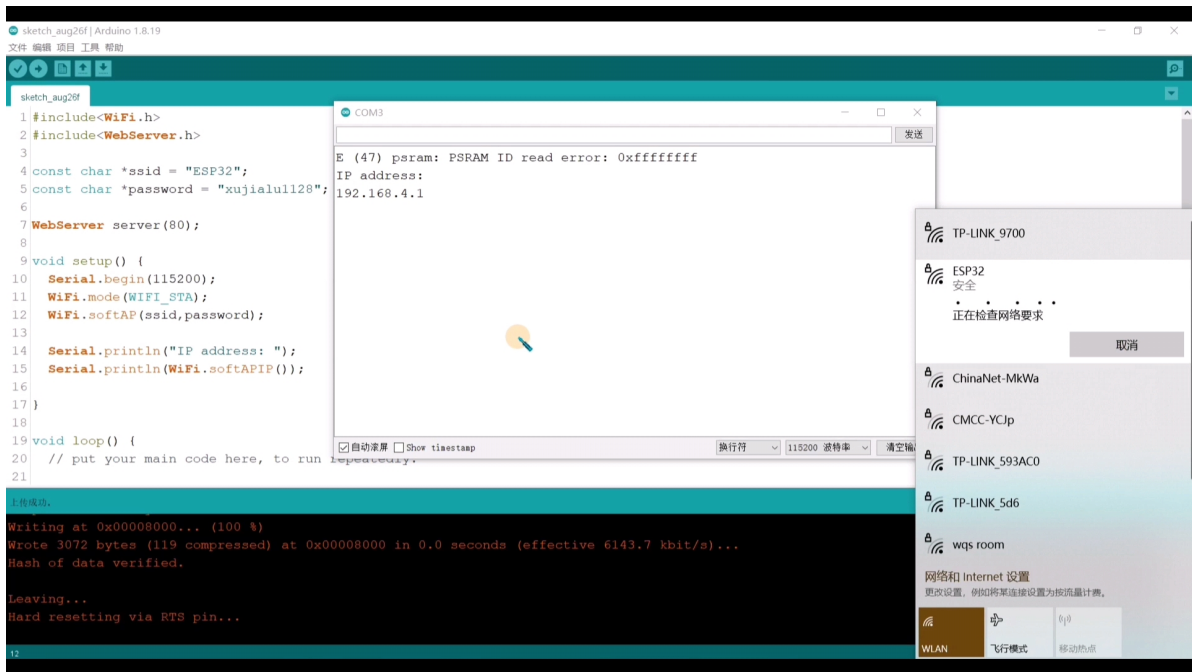 sketch_aug26f | Arduino 1.8.19
文件 编辑 项目 工具 帮助
sketch_aug26f
1 #include<WiFi.h>
2 #include<WebServer.h>
3
4 const char *ssid = "ESP32";
5 const char *password = "xujialu1128";
6
7 WebServer server(80);
8
9 void setup() {
10 Serial.begin(115200);
11 WiFi.mode(WIFI_STA);
12 WiFi.softAP(ssid,password);
13
14 Serial.println("IP address: ");
15 Serial.println(WiFi.softAPIP());
16
17 }
18
19 void loop() {
20 // put your main code here, to run repeatedly:
21
COM3
发送
E (47) psram: PSRAM ID read error: 0xffffffff
IP address:
192.168.4.1
自动滚屏 Show timestamp
换行符 115200 波特率 清空输
TP-LINK_9700
ESP32
安全
正在检查网络要求
取消
ChinaNet-MkWa
CMCC-YCJp
TP-LINK_593AC0
TP-LINK_5d6
wqs room
网络和 Internet 设置
更改设置，例如将某连接设置为按流量计费。
WLAN
飞行模式
移动热点
上传成功。
Writing at 0x00008000... (100 %)
Wrote 3072 bytes (119 compressed) at 0x00008000 in 0.0 seconds (effective 6143.7 kbit/s)...
Hash of data verified.
Leaving...
Hard resetting via RTS pin...
12